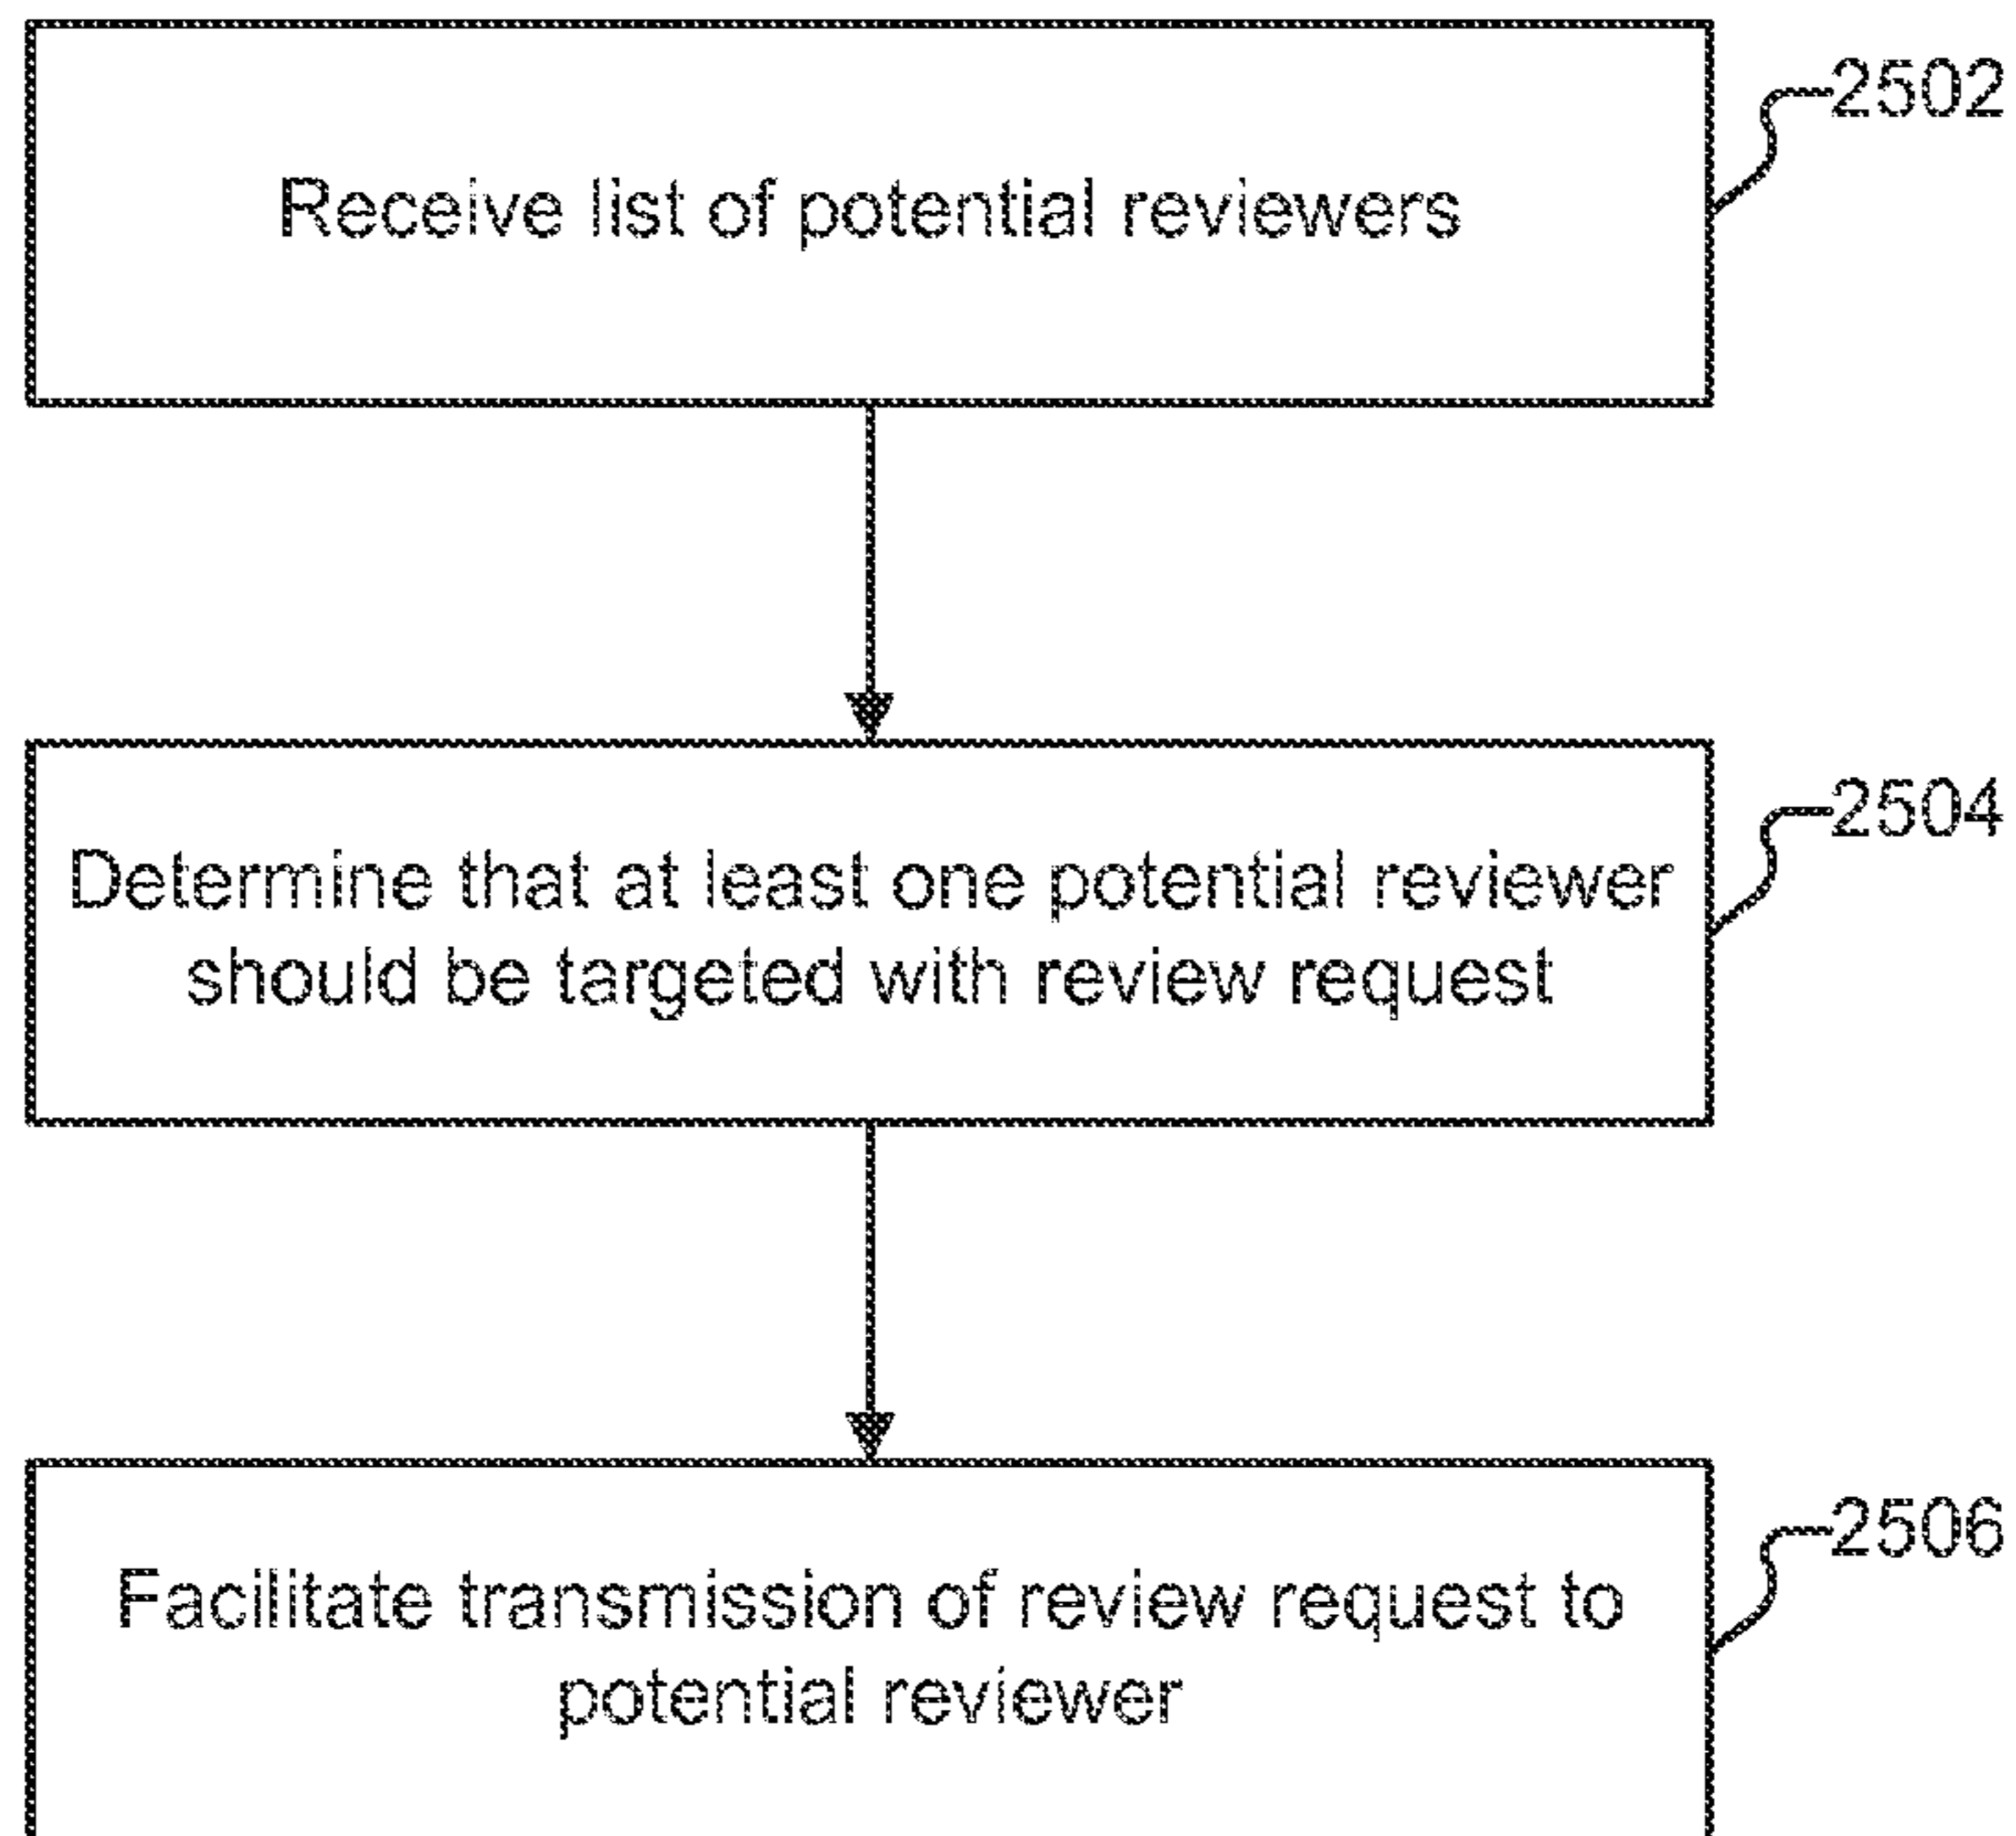 2502
Receive list of potential reviewers
2504
Determine that at least one potential reviewer
should be targeted with review request
2506
Facilitate transmission of review request to
potential reviewer